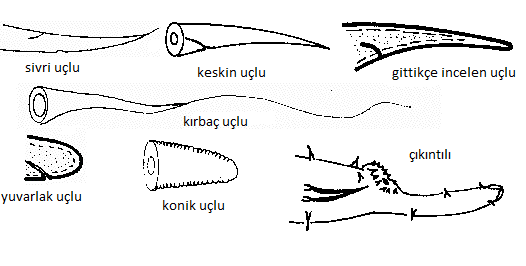 sivri uçlu
keskin uçlu
gittikçe incelen uçlu
kırbaç uçlu
yuvarlak uçlu
konik uçlu
çıkıntılı